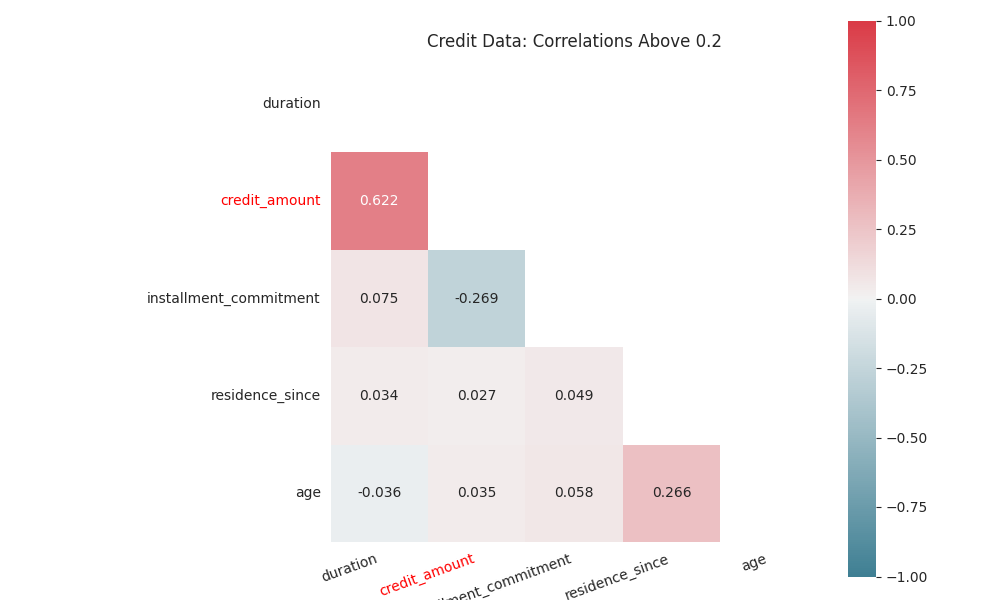 Credit Data: Correlations Above 0.2
1.00
0.75
0.50
0.25
0.00
−0.25
−0.50
−0.75
−1.00
duration
credit_amount
0.622
installment_commitment
0.075 -0.269
residence_since
0.034 0.027 0.049
age
-0.036 0.035 0.058 0.266
duration
credit_amount
llment_commitment
residence_since
age